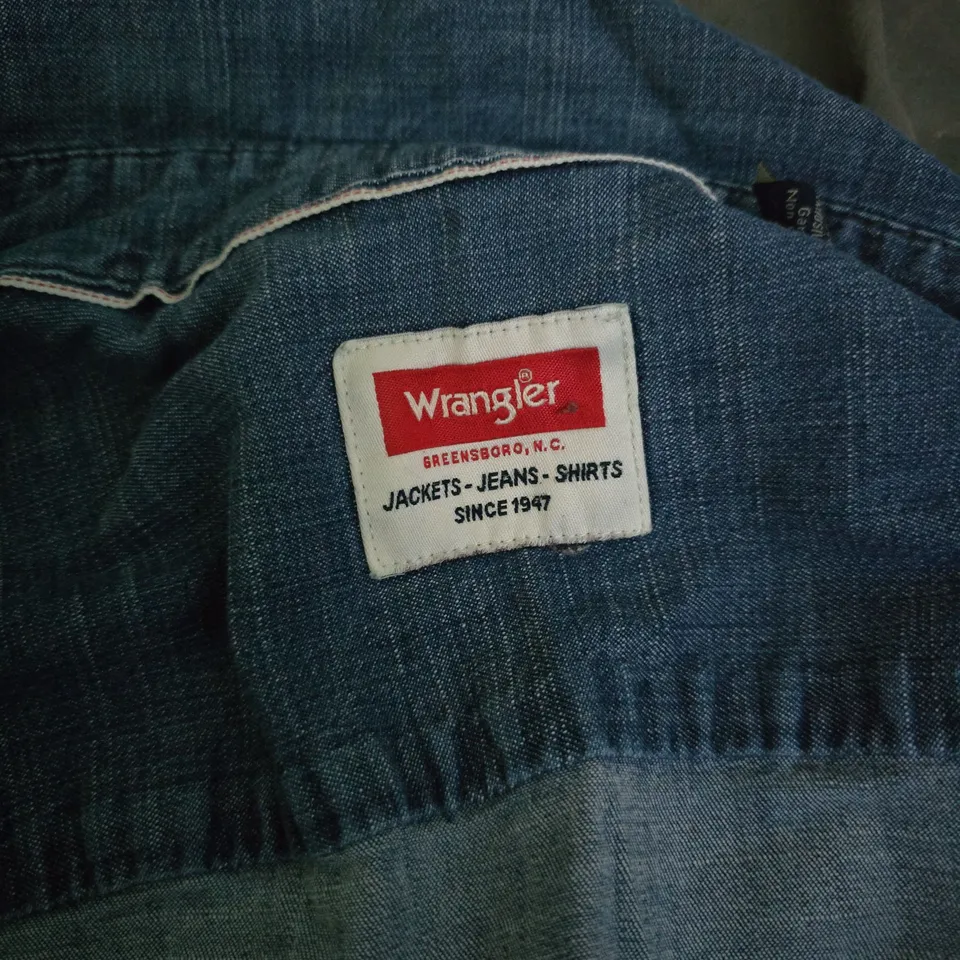 Wrangler®
GREENSBORO, N.C.
JACKETS - JEANS - SHIRTS
SINCE 1947